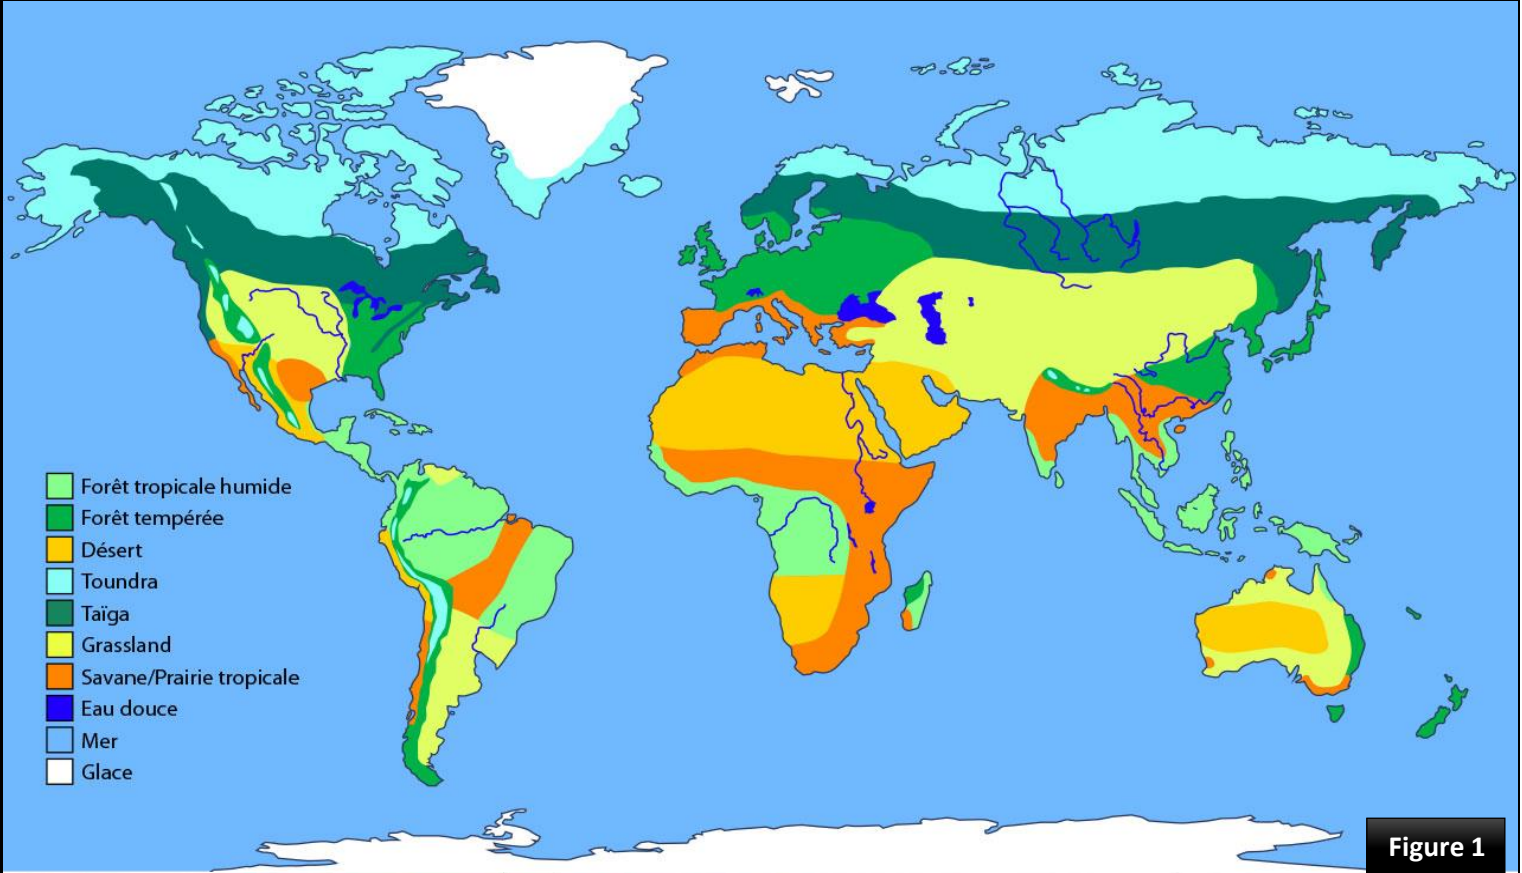 Forêt tropicale humide
Forêt tempérée
Désert
Toundra
Taïga
Grassland
Savane/Prairie tropicale
Eau douce
Mer
Glace
Figure 1